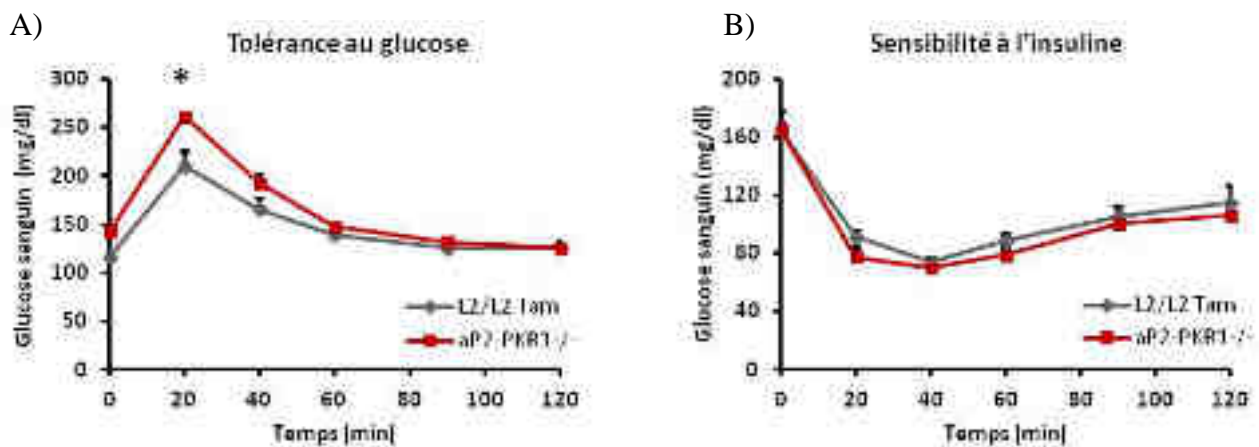 A)
Tolérance au glucose
300
250
200
150
100
50
0
*
Glucose sanguin (mg/dl)
L2/L2 Tam
aP2-PKR1-/-
0 20 40 60 80 100 120
Temps (min)
B)
Sensibilité à l'insuline
200
160
120
80
40
0
Glucose sanguin (mg/dl)
L2/L2 Tam
aP2-PKR1-/-
0 20 40 60 80 100 120
Temps (min)